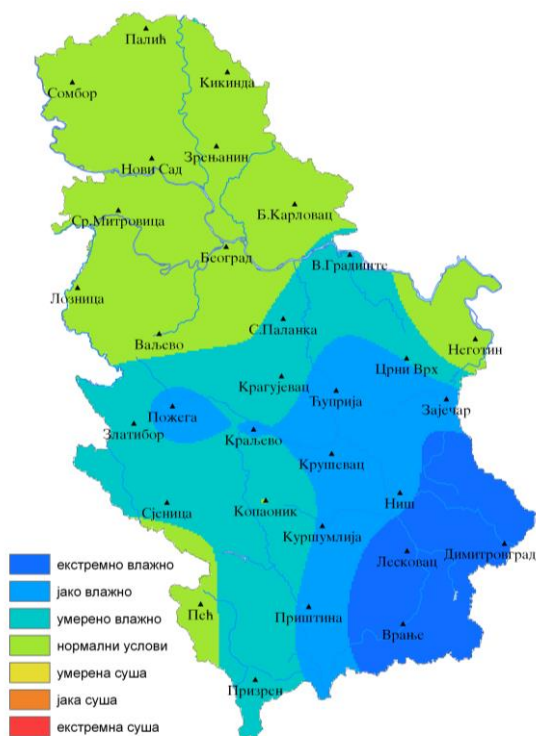 Палић
Кикинда
Сомбор
Зрењанин
Нови Сад
Б.Карловац
Ср.Митровица
Београд
В.Градиште
Лозница
С.Паланка
Ваљево
Неготин
Црни Врх
Крагујевац
Ћуприја
Зајечар
Пожега
Златибор
Краљево
Крушевац
Ниш
Копаоник
Сјеница
Куршумлија
Димитровград
Лесковац
Пећ
Приштина
Врање
Призрен
екстремно влажно
јако влажно
умерено влажно
нормални услови
умерена суша
јака суша
екстремна суша